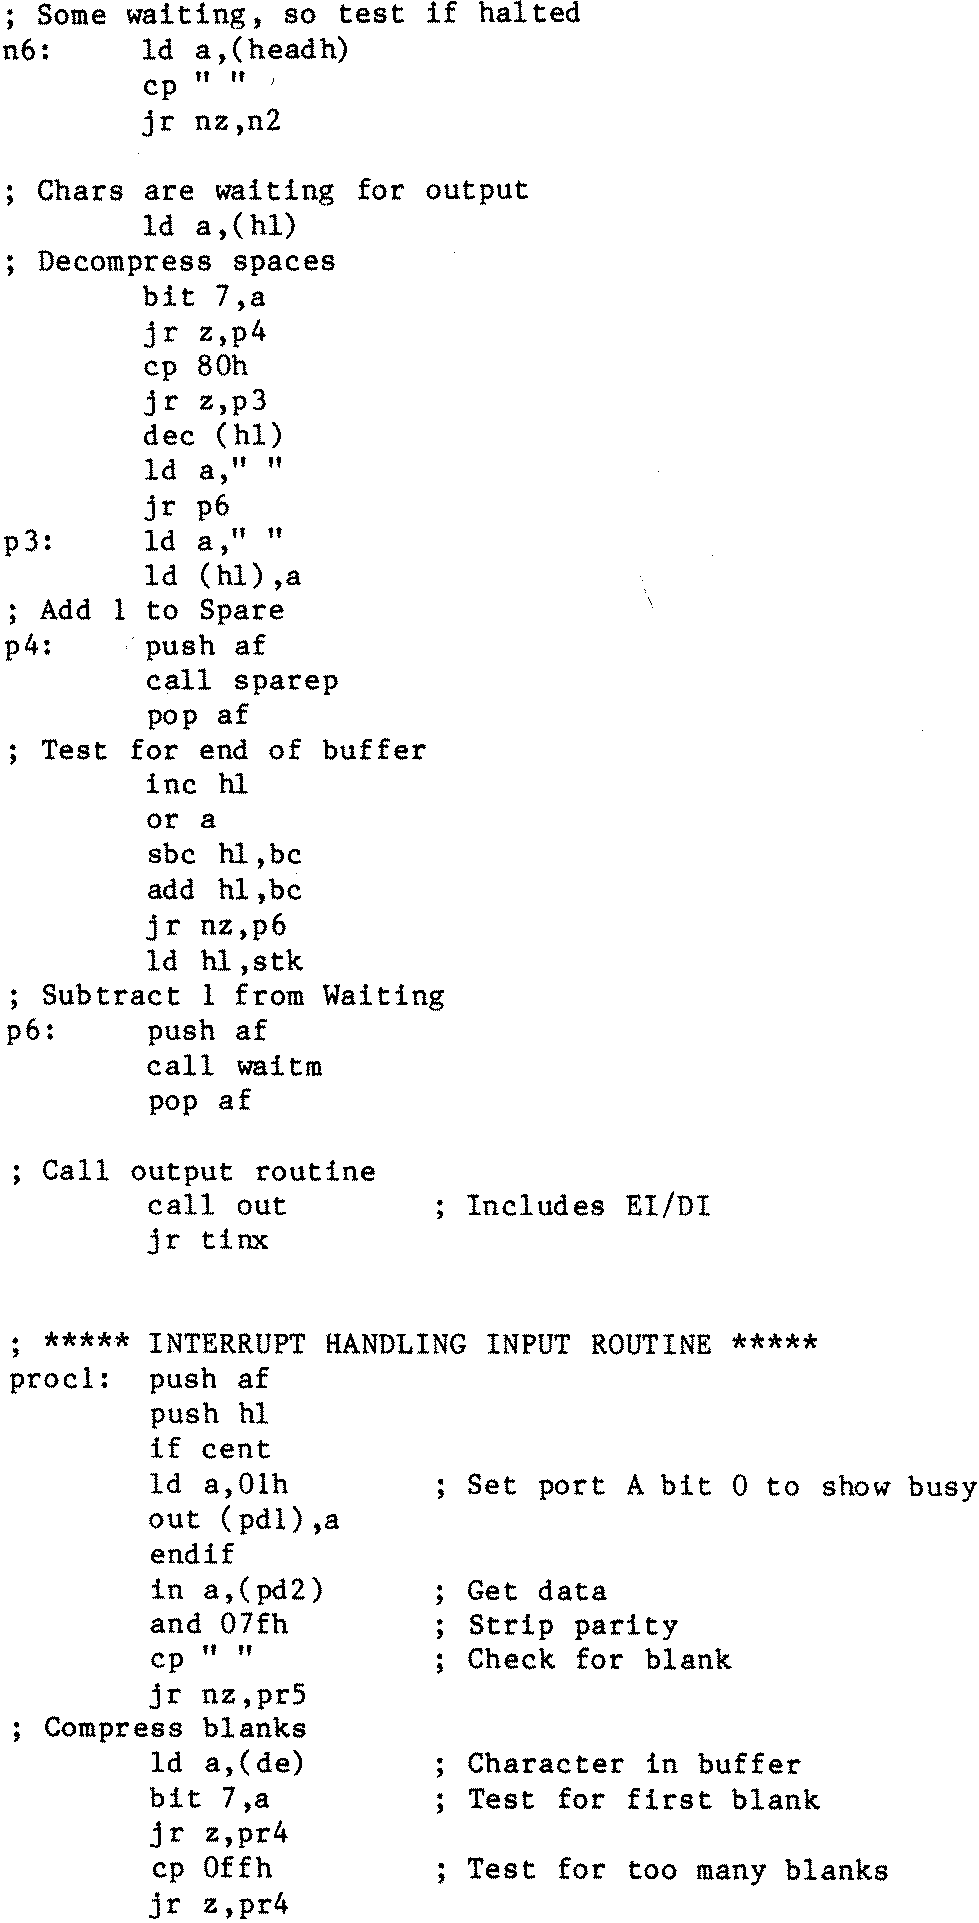 ; Some waiting, so test if halted
n6:     ld a,(headh)
        cp " "
        jr nz,n2

; Chars are waiting for output
        ld a,(hl)
; Decompress spaces
        bit 7,a
        jr z,p4
        cp 80h
        jr z,p3
        dec (hl)
        ld a," "
        jr p6
p3:     ld a," "
        ld (hl),a
; Add 1 to Spare
p4:     push af
        call sparep
        pop af
; Test for end of buffer
        inc hl
        or a
        sbc hl,bc
        add hl,bc
        jr nz,p6
        ld hl,stk
; Subtract 1 from Waiting
p6:     push af
        call waitm
        pop af

; Call output routine
        call out        ; Includes EI/DI
        jr tinx

; ***** INTERRUPT HANDLING INPUT ROUTINE *****
proc1:  push af
        push hl
        if cent
        ld a,01h        ; Set port A bit 0 to show busy
        out (pd1),a
        endif
        in a,(pd2)      ; Get data
        and 07fh        ; Strip parity
        cp " "          ; Check for blank
        jr nz,pr5
; Compress blanks
        ld a,(de)       ; Character in buffer
        bit 7,a         ; Test for first blank
        jr z,pr4
        cp 0ffh         ; Test for too many blanks
        jr z,pr4